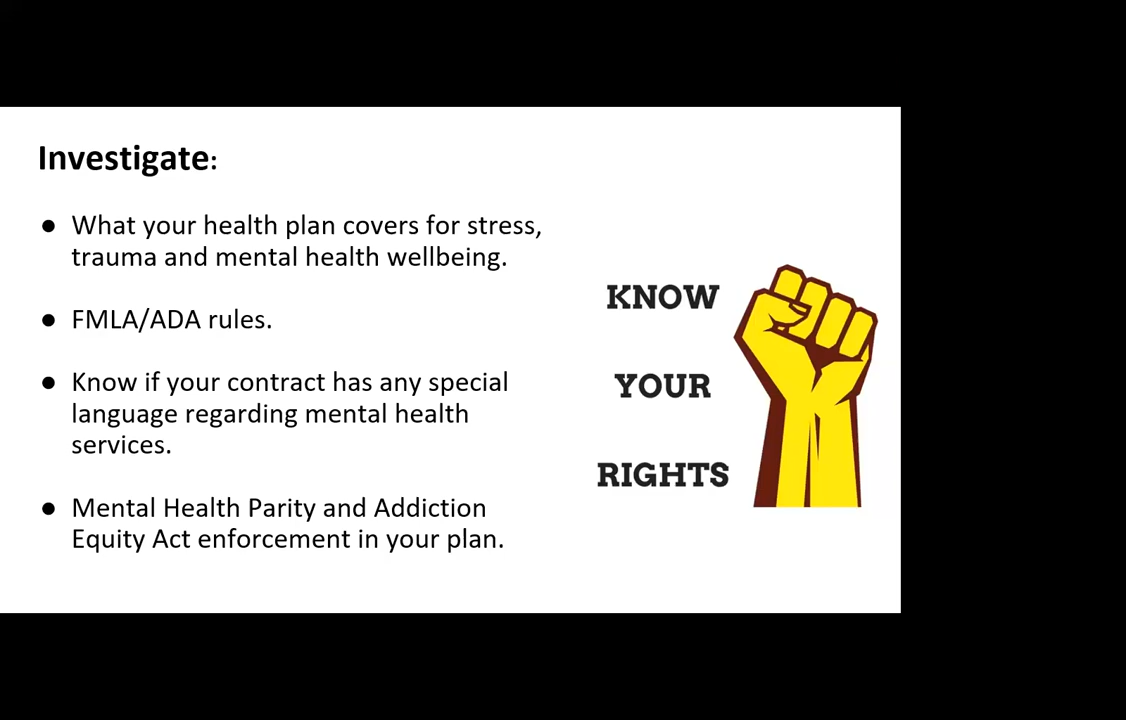 Investigate:
● What your health plan covers for stress,
trauma and mental health wellbeing.
● FMLA/ADA rules.
● Know if your contract has any special
language regarding mental health
services.
● Mental Health Parity and Addiction
Equity Act enforcement in your plan.
KNOW
YOUR
RIGHTS